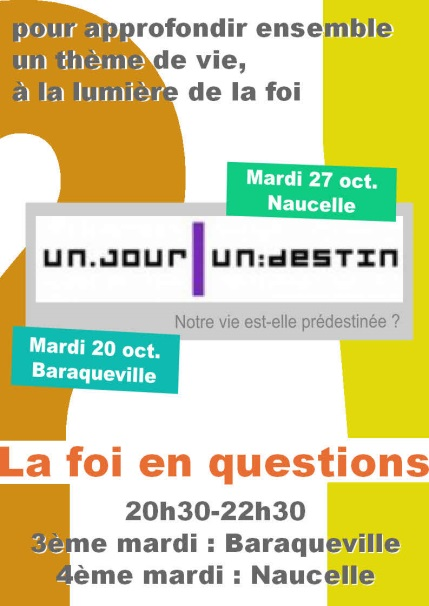 pour approfondir ensemble
un thème de vie,
à la lumière de la foi
Mardi 27 oct.
Naucelle
un.jour un:destin
Notre vie est-elle prédestinée ?
Mardi 20 oct.
Baraqueville
La foi en questions
20h30-22h30
3ème mardi : Baraqueville
4ème mardi : Naucelle